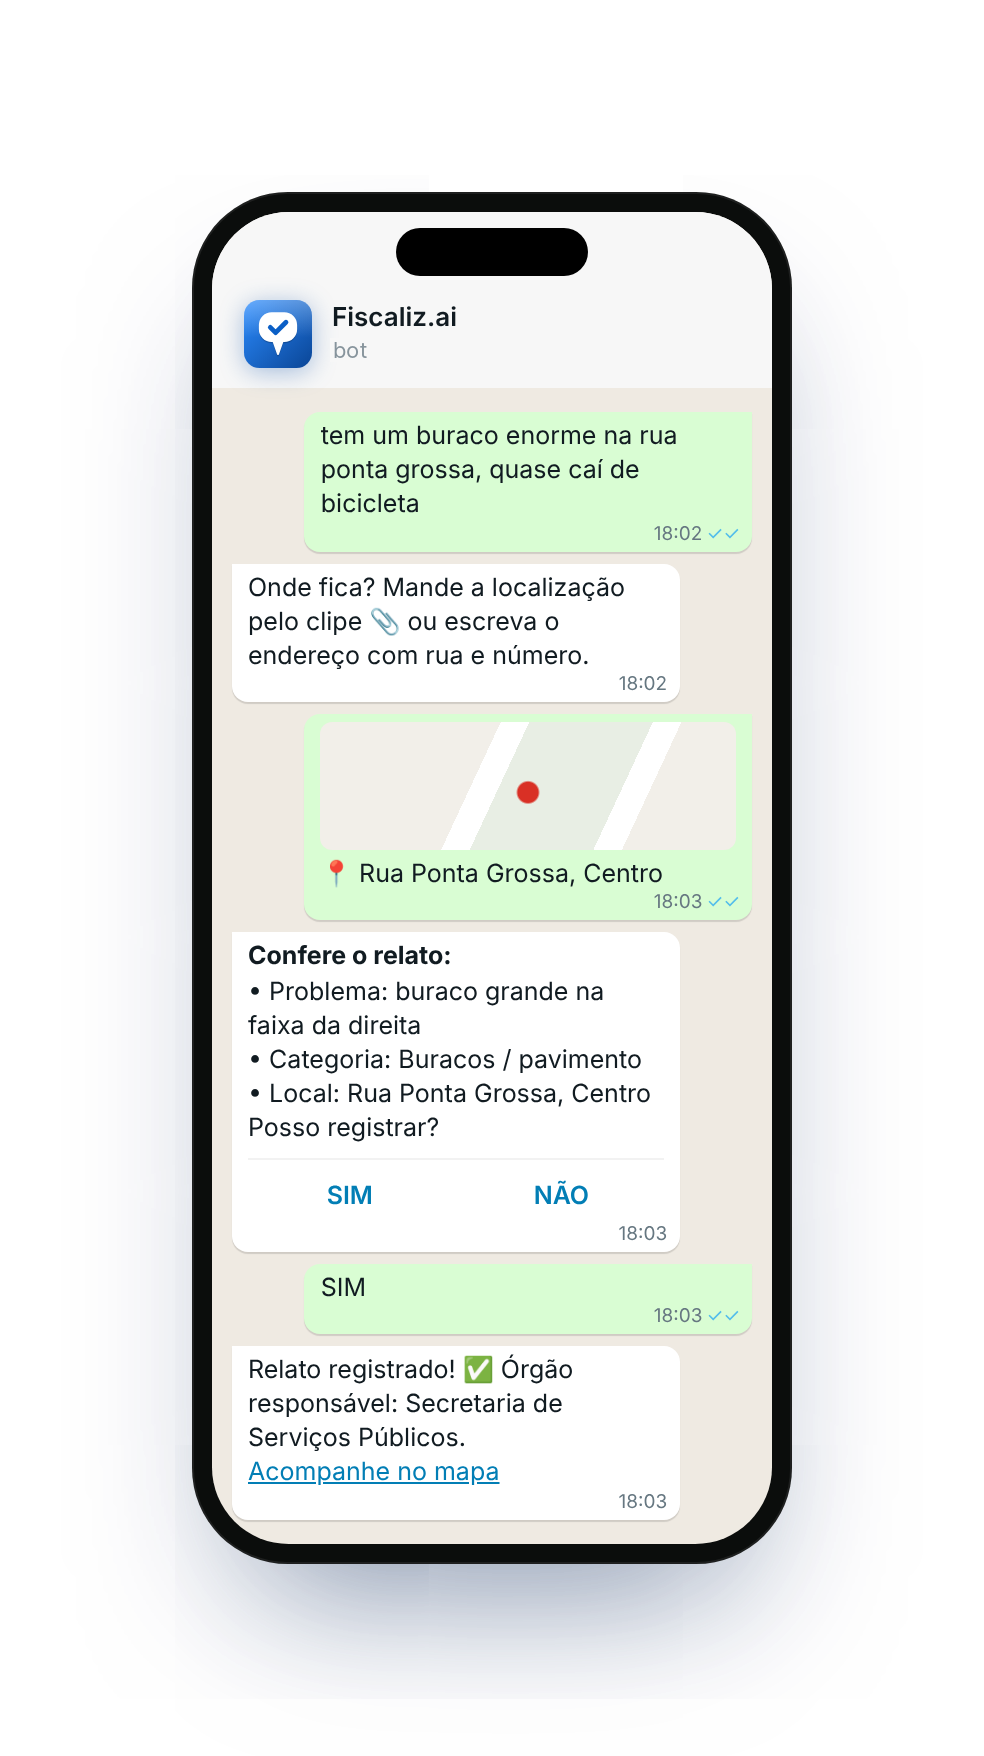 Fiscaliz.ai
bot
tem um buraco enorme na rua
ponta grossa, quase caí de
bicicleta
18:02 ✓✓
Onde fica? Mande a localização
pelo clipe 📎 ou escreva o
endereço com rua e número.
18:02
📍 Rua Ponta Grossa, Centro
18:03 ✓✓
Confere o relato:
• Problema: buraco grande na
faixa da direita
• Categoria: Buracos / pavimento
• Local: Rua Ponta Grossa, Centro
Posso registrar?
SIM NÃO
18:03
SIM
18:03 ✓✓
Relato registrado! ✅ Órgão
responsável: Secretaria de
Serviços Públicos.
Acompanhe no mapa
18:03